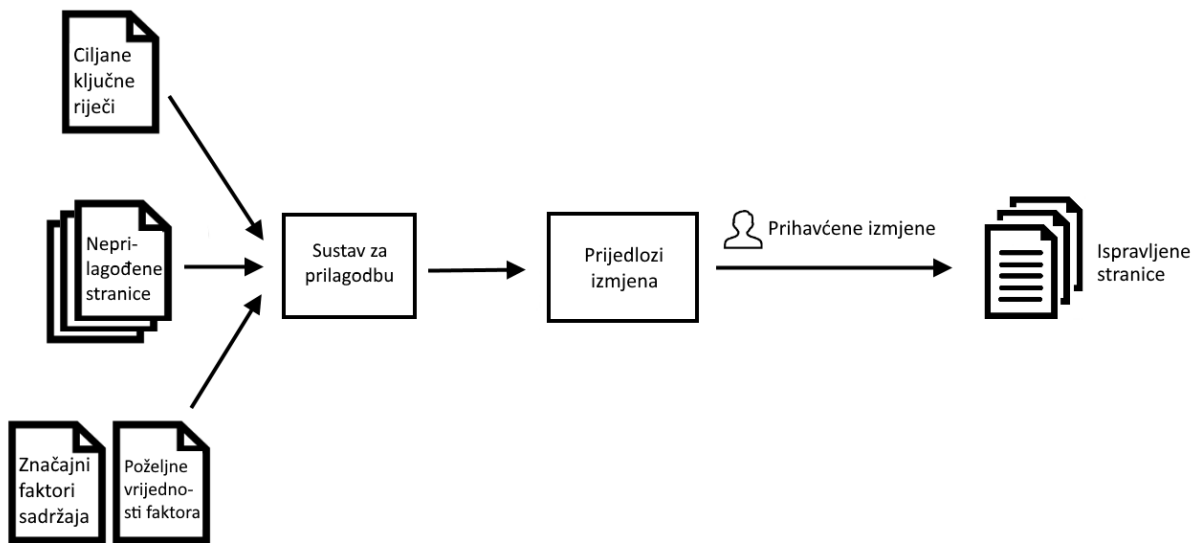 Ciljane
ključne
riječi
Nepri-
lagođene
stranice
Značajni
faktori
sadržaja
Poželjne
vrijedno-
sti faktora
Sustav za
prilagodbu
Prijedlozi
izmjena
Prihavćene izmjene
Ispravljene
stranice